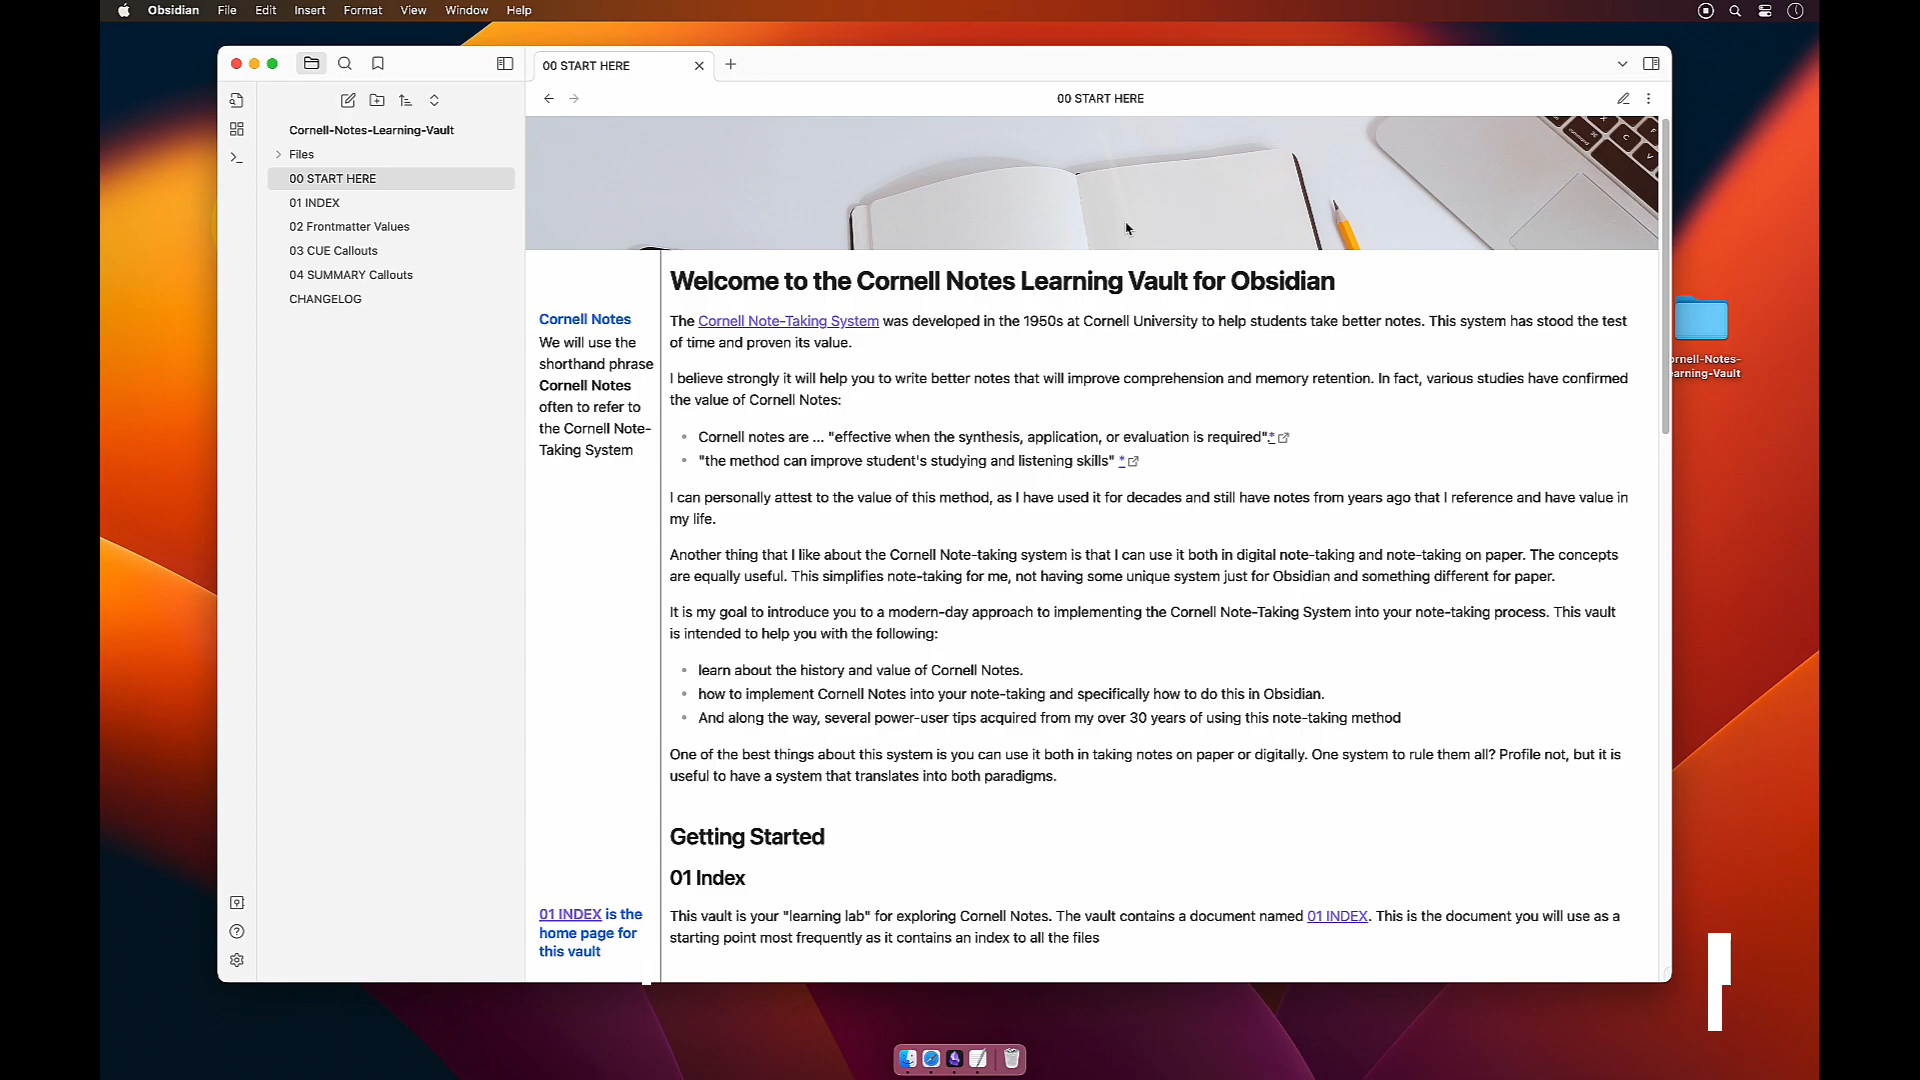 Obsidian File Edit Insert Format View Window Help
00 START HERE
00 START HERE
Cornell-Notes-Learning-Vault
Files
00 START HERE
01 INDEX
02 Frontmatter Values
03 CUE Callouts
04 SUMMARY Callouts
CHANGELOG
Welcome to the Cornell Notes Learning Vault for Obsidian
Cornell Notes
We will use the
shorthand phrase
Cornell Notes
often to refer to
the Cornell Note-
Taking System
The Cornell Note-Taking System was developed in the 1950s at Cornell University to help students take better notes. This system has stood the test
of time and proven its value.
I believe strongly it will help you to write better notes that will improve comprehension and memory retention. In fact, various studies have confirmed
the value of Cornell Notes:
• Cornell notes are ... "effective when the synthesis, application, or evaluation is required".*
• "the method can improve student's studying and listening skills" *
I can personally attest to the value of this method, as I have used it for decades and still have notes from years ago that I reference and have value in
my life.
Another thing that I like about the Cornell Note-taking system is that I can use it both in digital note-taking and note-taking on paper. The concepts
are equally useful. This simplifies note-taking for me, not having some unique system just for Obsidian and something different for paper.
It is my goal to introduce you to a modern-day approach to implementing the Cornell Note-Taking System into your note-taking process. This vault
is intended to help you with the following:
• learn about the history and value of Cornell Notes.
• how to implement Cornell Notes into your note-taking and specifically how to do this in Obsidian.
• And along the way, several power-user tips acquired from my over 30 years of using this note-taking method
One of the best things about this system is you can use it both in taking notes on paper or digitally. One system to rule them all? Profile not, but it is
useful to have a system that translates into both paradigms.
Getting Started
01 Index
01 INDEX is the
home page for
this vault
This vault is your "learning lab" for exploring Cornell Notes. The vault contains a document named 01 INDEX. This is the document you will use as a
starting point most frequently as it contains an index to all the files
rnell-Notes-
arning-Vault